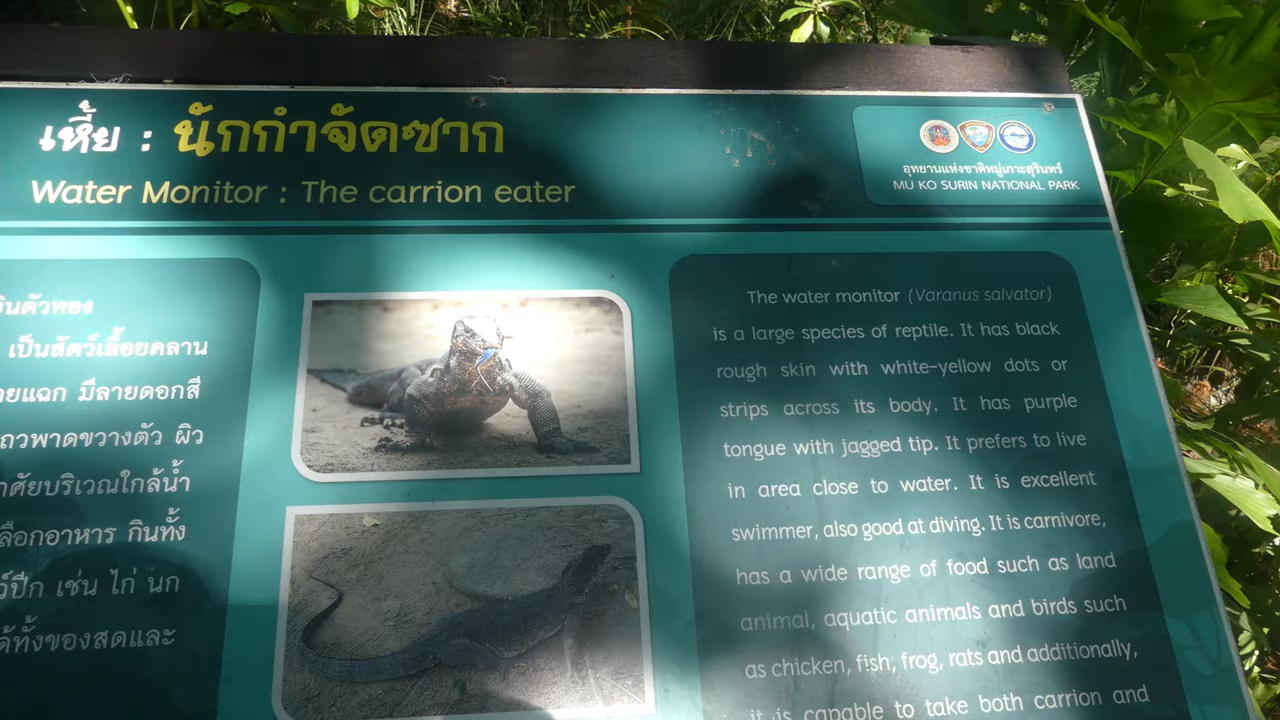 เหี้ย : นักกำจัดซาก
Water Monitor : The carrion eater
อุทยานแห่งชาติหมู่เกาะสุรินทร์
MU KO SURIN NATIONAL PARK
เป็นสัตว์เลื้อยคลาน
มีลายดอกสี
ผิว
กินทั้ง
เช่น ไก่ นก
The water monitor (Varanus salvator)
is a large species of reptile. It has black
rough skin with white-yellow dots or
strips across its body. It has purple
tongue with jagged tip. It prefers to live
in area close to water. It is excellent
swimmer, also good at diving. It is carnivore,
has a wide range of food such as land
animal, aquatic animals and birds such
as chicken, fish, frog, rats and additionally,
it is capable to take both carrion and